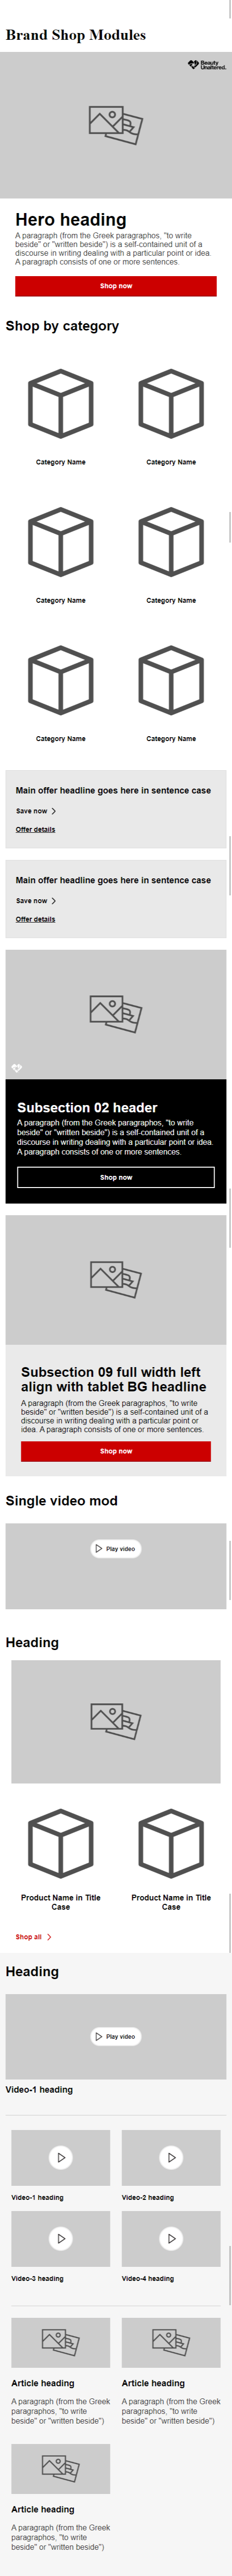 Brand Shop Modules
Beauty
Unaltered.
Hero heading
A paragraph (from the Greek paragraphos, "to write
beside" or "written beside") is a self-contained unit of a
discourse in writing dealing with a particular point or idea.
A paragraph consists of one or more sentences.
Shop now
Shop by category
Category Name
Category Name
Category Name
Category Name
Category Name
Category Name
Main offer headline goes here in sentence case
Save now
Offer details
Main offer headline goes here in sentence case
Save now
Offer details
Subsection 02 header
A paragraph (from the Greek paragraphos, "to write
beside" or "written beside") is a self-contained unit of a
discourse in writing dealing with a particular point or idea.
A paragraph consists of one or more sentences.
Shop now
Subsection 09 full width left
align with tablet BG headline
A paragraph (from the Greek paragraphos, "to write
beside" or "written beside") is a self-contained unit of a
discourse in writing dealing with a particular point or
idea. A paragraph consists of one or more sentences.
Shop now
Single video mod
Play video
Heading
Product Name in Title
Case
Product Name in Title
Case
Shop all
Heading
Play video
Video-1 heading
Video-1 heading
Video-2 heading
Video-3 heading
Video-4 heading
Article heading
A paragraph (from the Greek
paragraphos, "to write
beside" or "written beside")
Article heading
A paragraph (from the Greek
paragraphos, "to write
beside" or "written beside")
Article heading
A paragraph (from the Greek
paragraphos, "to write
beside" or "written beside")